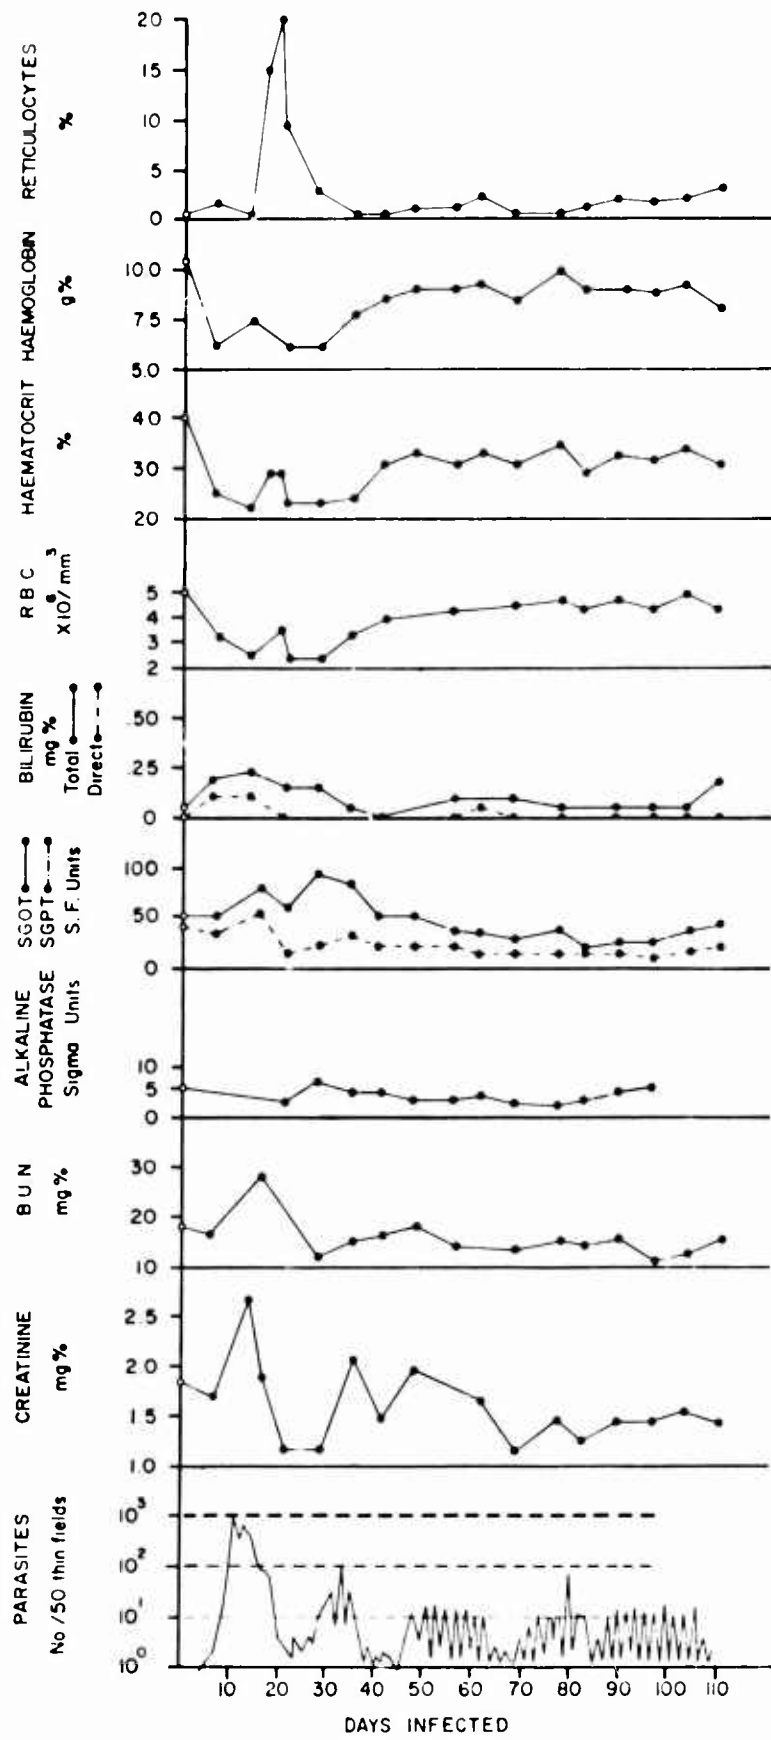 RETICULOCYTES
%
20
15
10
5
0
HAEMOGLOBIN
g%
10.0
7.5
5.0
HAEMATOCRIT
%
40
30
20
RBC
X10⁶/mm³
5
4
3
2
BILIRUBIN
mg%
Total
Direct
.50
.25
0
SGOT
SGPT
S.F. Units
100
50
0
ALKALINE
PHOSPHATASE
Sigma Units
10
5
0
BUN
mg%
30
20
10
CREATININE
mg%
2.5
2.0
1.5
1.0
PARASITES
No/50 thin fields
10³
10²
10¹
10⁰
10 20 30 40 50 60 70 80 90 100 110
DAYS INFECTED